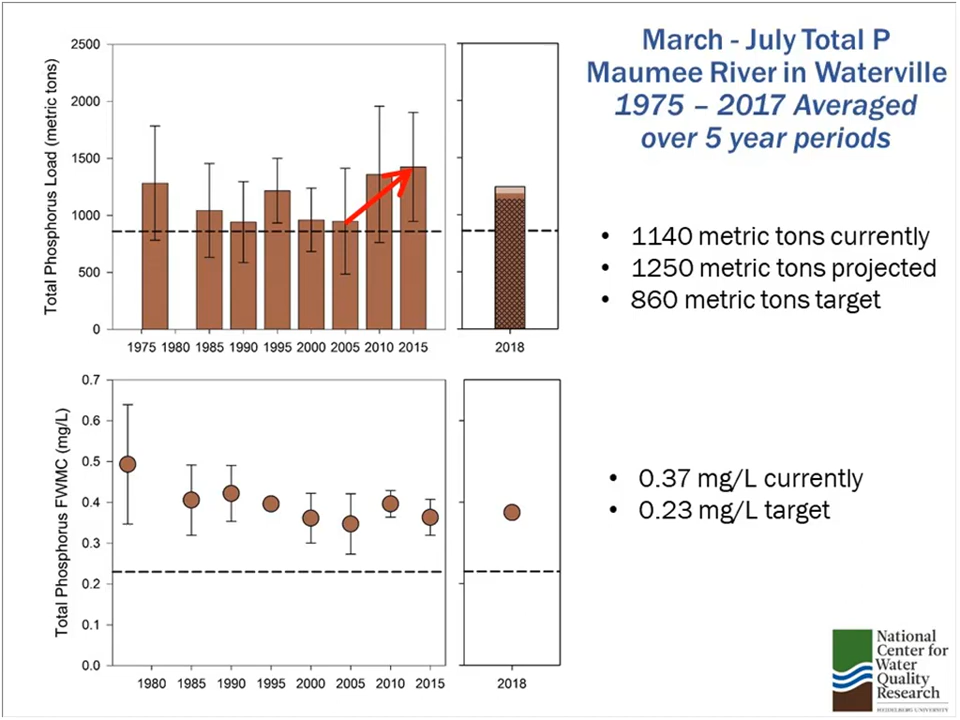 March - July Total P
Maumee River in Waterville
1975 – 2017 Averaged
over 5 year periods
Total Phosphorus Load (metric tons)
2500
2000
1500
1000
500
0
1975 1980 1985 1990 1995 2000 2005 2010 2015
2018
• 1140 metric tons currently
• 1250 metric tons projected
• 860 metric tons target
Total Phosphorus FWMC (mg/L)
0.7
0.6
0.5
0.4
0.3
0.2
0.1
0.0
1980 1985 1990 1995 2000 2005 2010 2015
2018
• 0.37 mg/L currently
• 0.23 mg/L target
National
Center for
Water
Quality
Research
HEIDELBERG UNIVERSITY